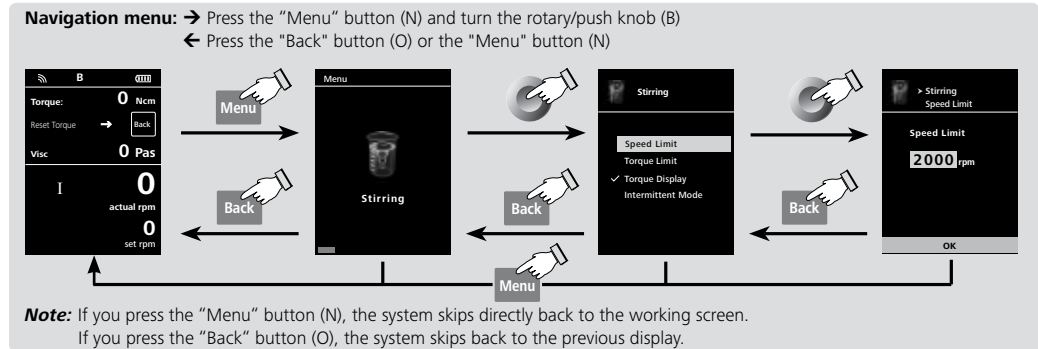 Navigation menu: → Press the “Menu“ button (N) and turn the rotary/push knob (B)
← Press the "Back" button (O) or the "Menu" button (N)
B
Torque: 0 Ncm
Reset Torque → Back
Visc 0 Pas
I 0
actual rpm
0
set rpm
Menu
Back
Menu
Stirring
Back
Stirring
Speed Limit
Torque Limit
✓ Torque Display
Intermittent Mode
Back
> Stirring
Speed Limit
Speed Limit
2000 rpm
OK
Menu
Note: If you press the “Menu” button (N), the system skips directly back to the working screen.
If you press the “Back” button (O), the system skips back to the previous display.